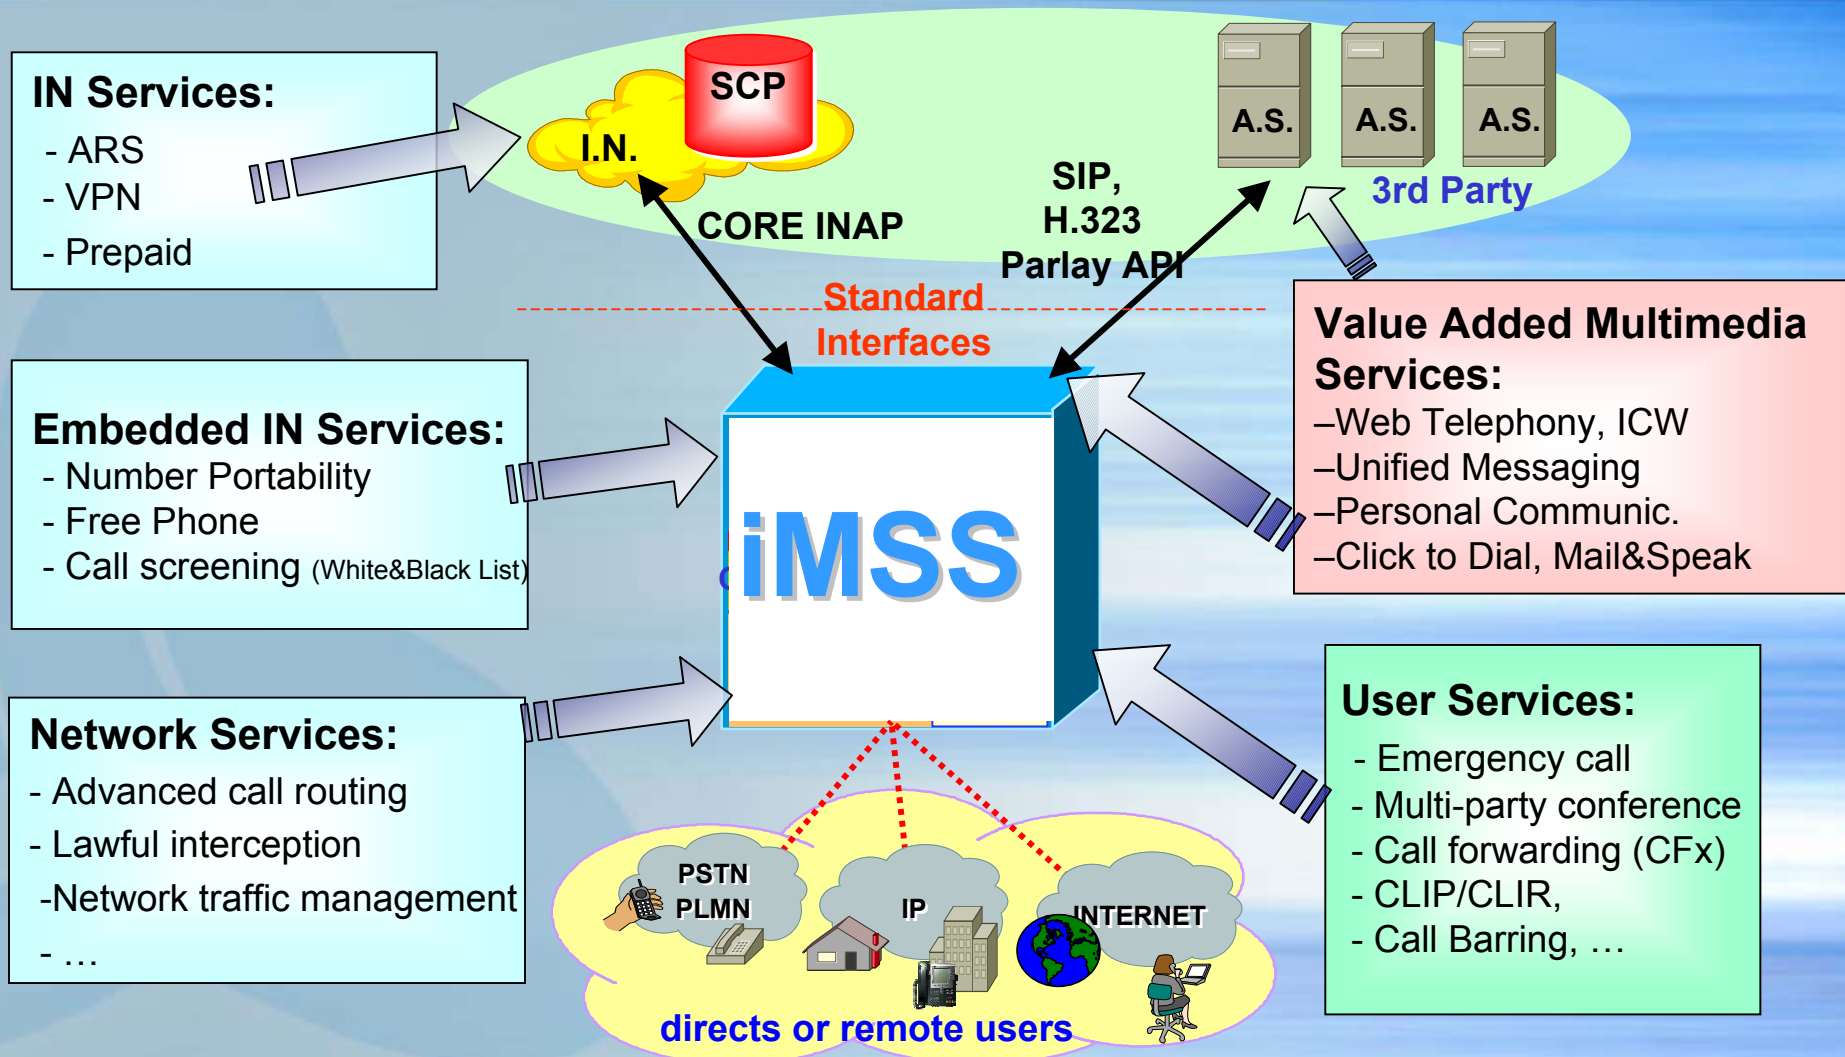 IN Services:
- ARS
- VPN
- Prepaid
SCP
I.N.
A.S.
A.S.
A.S.
3rd Party
CORE INAP
SIP,
H.323
Parlay API
Standard
Interfaces
Embedded IN Services:
- Number Portability
- Free Phone
- Call screening (White&Black List)
iMSS
Value Added Multimedia
Services:
–Web Telephony, ICW
–Unified Messaging
–Personal Communic.
–Click to Dial, Mail&Speak
Network Services:
- Advanced call routing
- Lawful interception
-Network traffic management
- …
User Services:
- Emergency call
- Multi-party conference
- Call forwarding (CFx)
- CLIP/CLIR,
- Call Barring, …
PSTN
PLMN
IP
INTERNET
directs or remote users